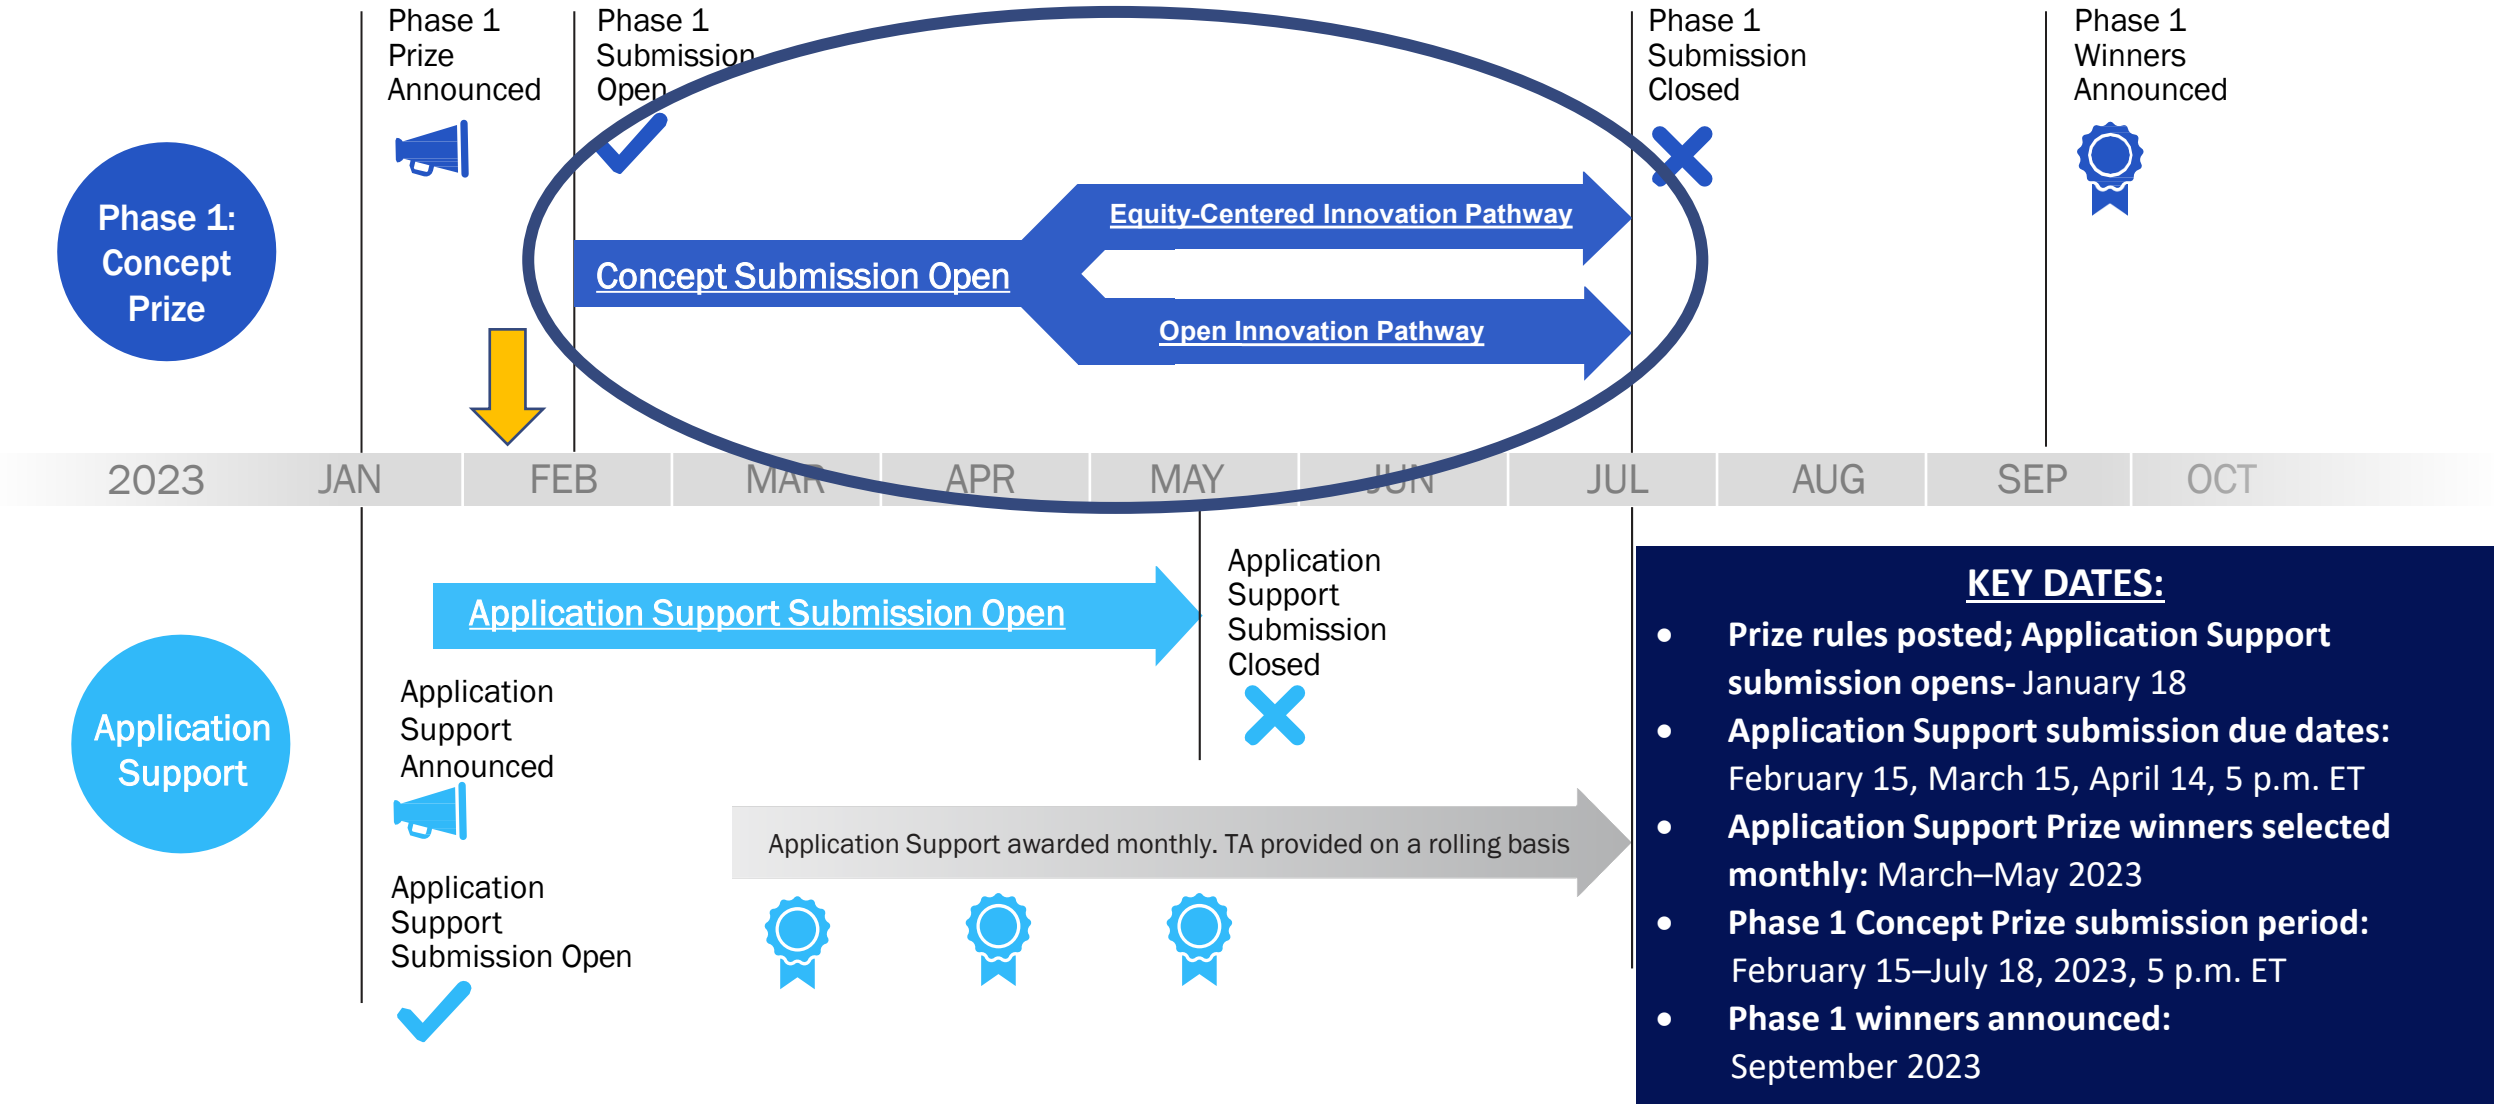 Phase 1
Prize
Announced
Phase 1
Submission
Open
Phase 1
Submission
Closed
Phase 1
Winners
Announced
Phase 1:
Concept
Prize
Equity-Centered Innovation Pathway
Concept Submission Open
Open Innovation Pathway
2023 JAN FEB MAR APR MAY JUN JUL AUG SEP OCT
Application Support Submission Open
Application
Support
Submission
Closed
Application
Support
Application
Support
Announced
Application Support awarded monthly. TA provided on a rolling basis
Application
Support
Submission Open
KEY DATES:
• Prize rules posted; Application Support
submission opens- January 18
• Application Support submission due dates:
February 15, March 15, April 14, 5 p.m. ET
• Application Support Prize winners selected
monthly: March–May 2023
• Phase 1 Concept Prize submission period:
February 15–July 18, 2023, 5 p.m. ET
• Phase 1 winners announced:
September 2023